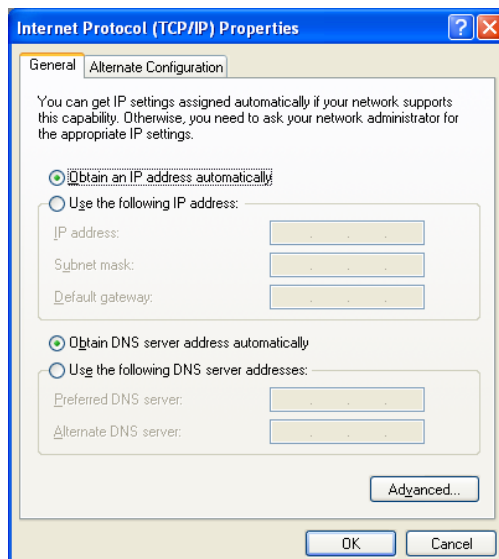 Internet Protocol (TCP/IP) Properties
General
Alternate Configuration
You can get IP settings assigned automatically if your network supports
this capability. Otherwise, you need to ask your network administrator for
the appropriate IP settings.
Obtain an IP address automatically
Use the following IP address:
IP address:
Subnet mask:
Default gateway:
Obtain DNS server address automatically
Use the following DNS server addresses:
Preferred DNS server:
Alternate DNS server:
Advanced...
OK
Cancel